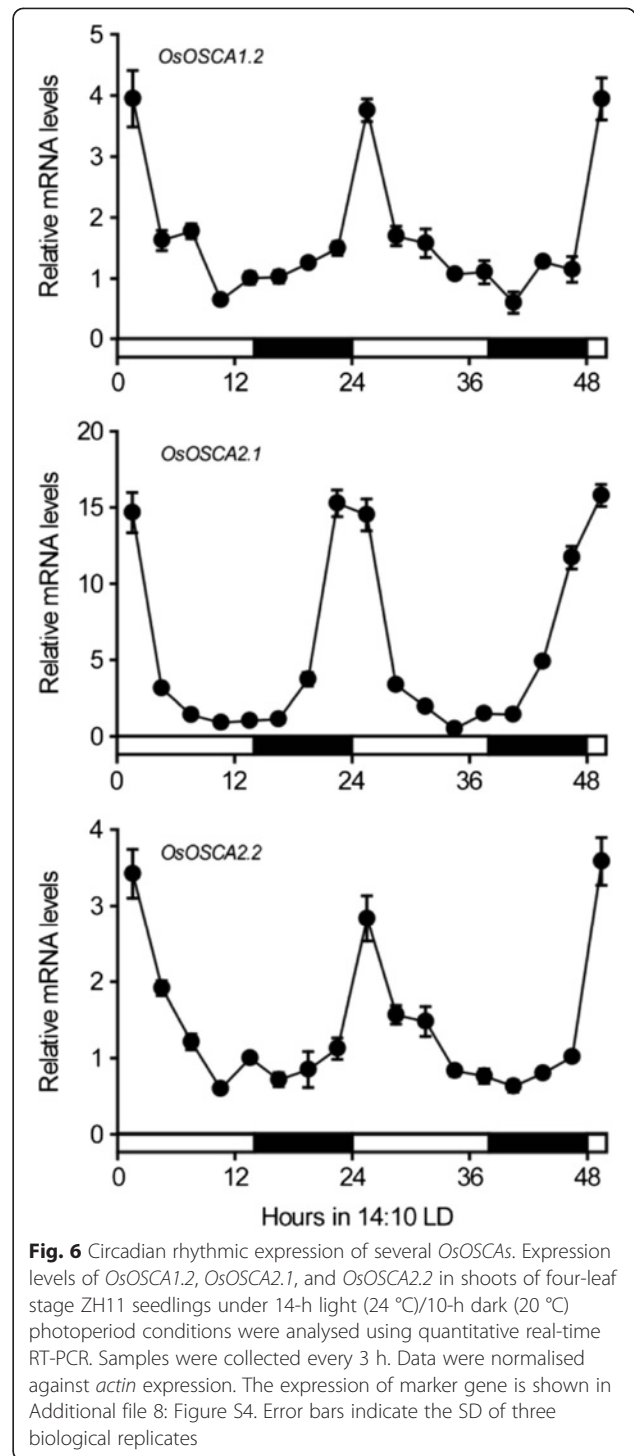 5
OsOSCA1.2
4
3
2
1
0
Relative mRNA levels
0 12 24 36 48
20
OsOSCA2.1
15
10
5
0
Relative mRNA levels
0 12 24 36 48
4
OsOSCA2.2
3
2
1
0
Relative mRNA levels
0 12 24 36 48
Hours in 14:10 LD
Fig. 6 Circadian rhythmic expression of several OsOSCAs. Expression
levels of OsOSCA1.2, OsOSCA2.1, and OsOSCA2.2 in shoots of four-leaf
stage ZH11 seedlings under 14-h light (24 °C)/10-h dark (20 °C)
photoperiod conditions were analysed using quantitative real-time
RT-PCR. Samples were collected every 3 h. Data were normalised
against actin expression. The expression of marker gene is shown in
Additional file 8: Figure S4. Error bars indicate the SD of three
biological replicates